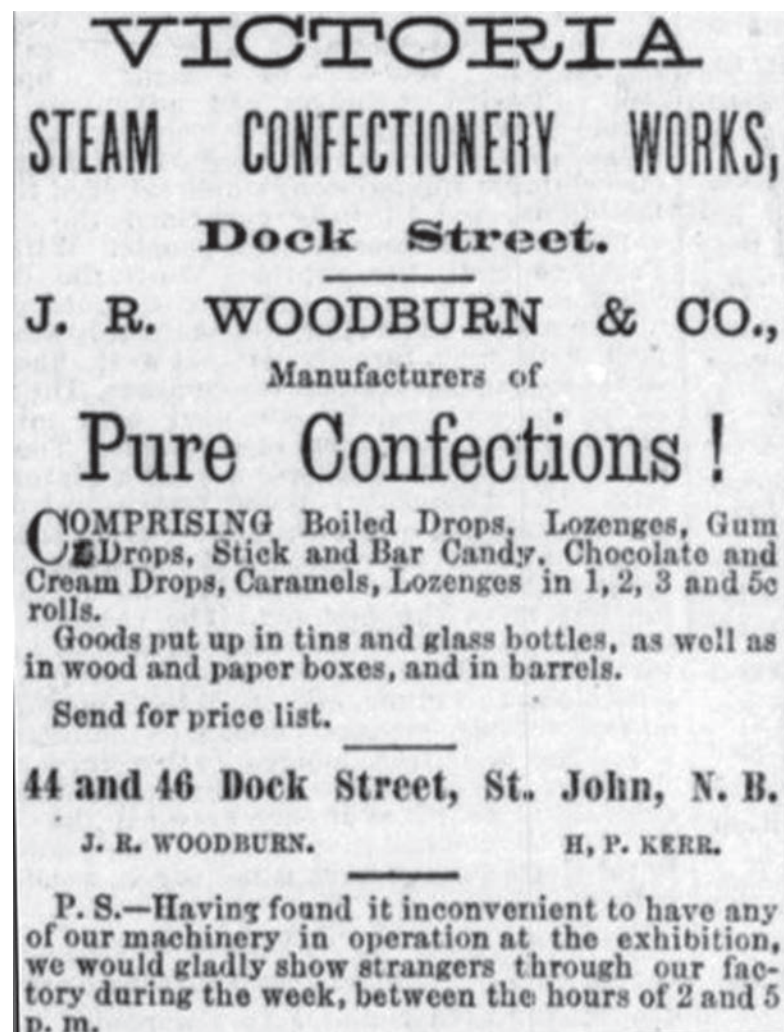 VICTORIA
STEAM CONFECTIONERY WORKS,
Dock Street.
J. R. WOODBURN & CO.,
Manufacturers of
Pure Confections !
COMPRISING Boiled Drops, Lozenges, Gum
Drops, Stick and Bar Candy, Chocolate and
Cream Drops, Caramels, Lozenges in 1, 2, 3 and 5c
rolls.
Goods put up in tins and glass bottles, as well as
in wood and paper boxes, and in barrels.
Send for price list.
44 and 46 Dock Street, St. John, N. B.
J. R. WOODBURN. H, P. KERR.
P. S.—Having found it inconvenient to have any
of our machinery in operation at the exhibition,
we would gladly show strangers through our fac-
tory during the week, between the hours of 2 and 5
p. m.